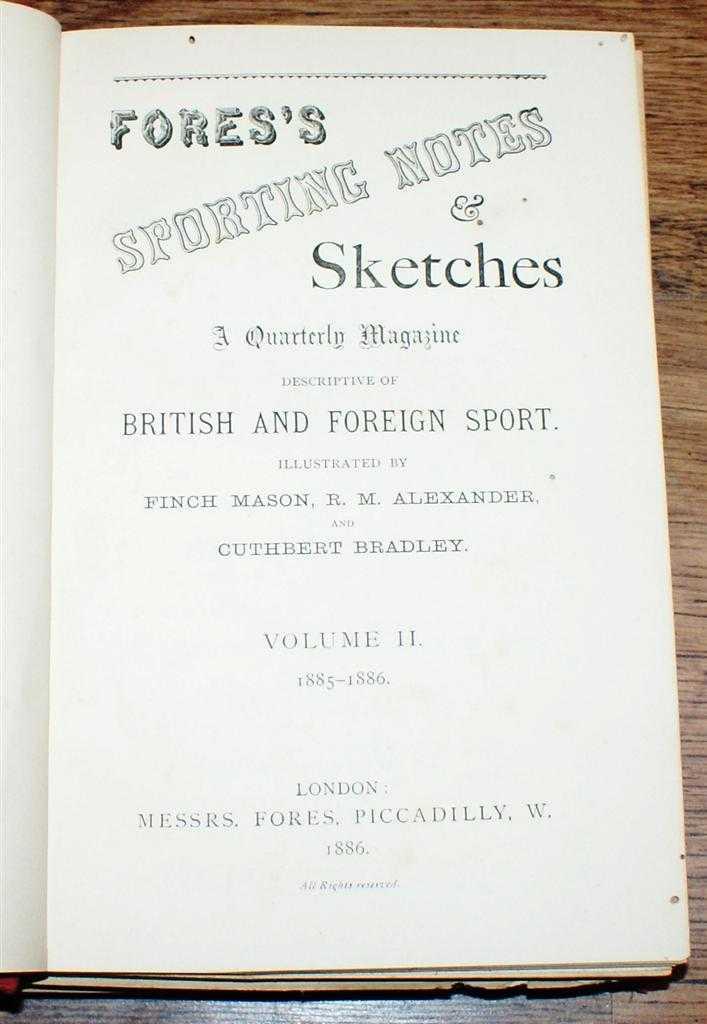 FORES'S
SPORTING NOTES
&
Sketches
A Quarterly Magazine
DESCRIPTIVE OF
BRITISH AND FOREIGN SPORT.
ILLUSTRATED BY
FINCH MASON, R. M. ALEXANDER,
AND
CUTHBERT BRADLEY.
VOLUME II.
1885–1886.
LONDON:
MESSRS. FORES, PICCADILLY, W.
1886.
All Rights reserved.